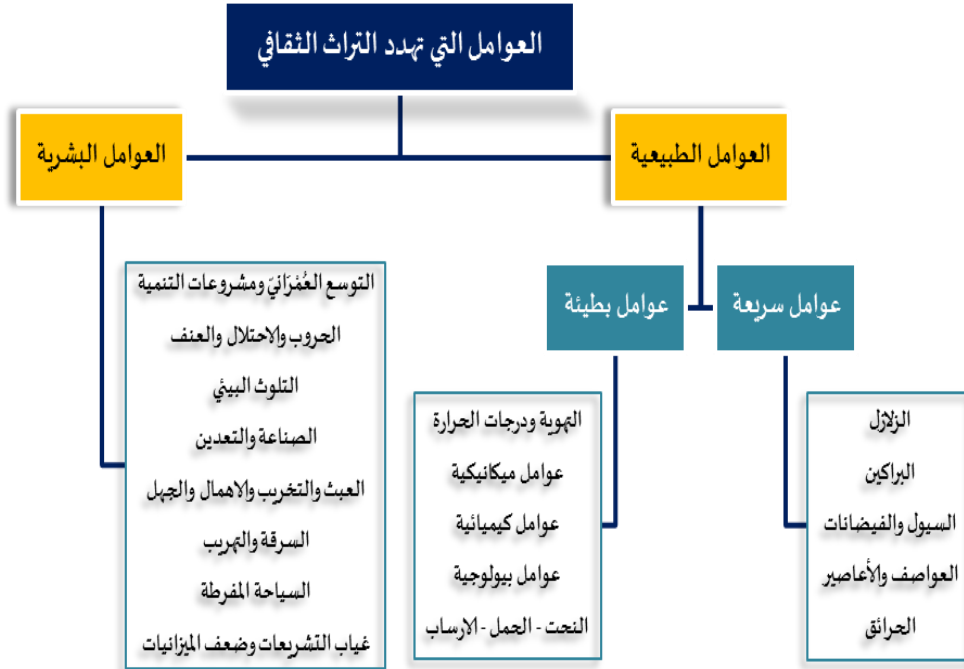 العوامل التي تهدد التراث الثقافي
العوامل الطبيعية
العوامل البشرية
عوامل سريعة
عوامل بطيئة
الزلازل
البراكين
السيول والفيضانات
العواصف والأعاصير
الحرائق
التهوية ودرجات الحرارة
عوامل ميكانيكية
عوامل كيميائية
عوامل بيولوجية
النحت - الحمل - الارساب
التوسع العُمْرَانيّ ومشروعات التنمية
الحروب والاحتلال والعنف
التلوث البيئي
الصناعة والتعدين
العبث والتخريب والاهمال والجهل
السرقة والتهريب
السياحة المفرطة
غياب التشريعات وضعف الميزانيات